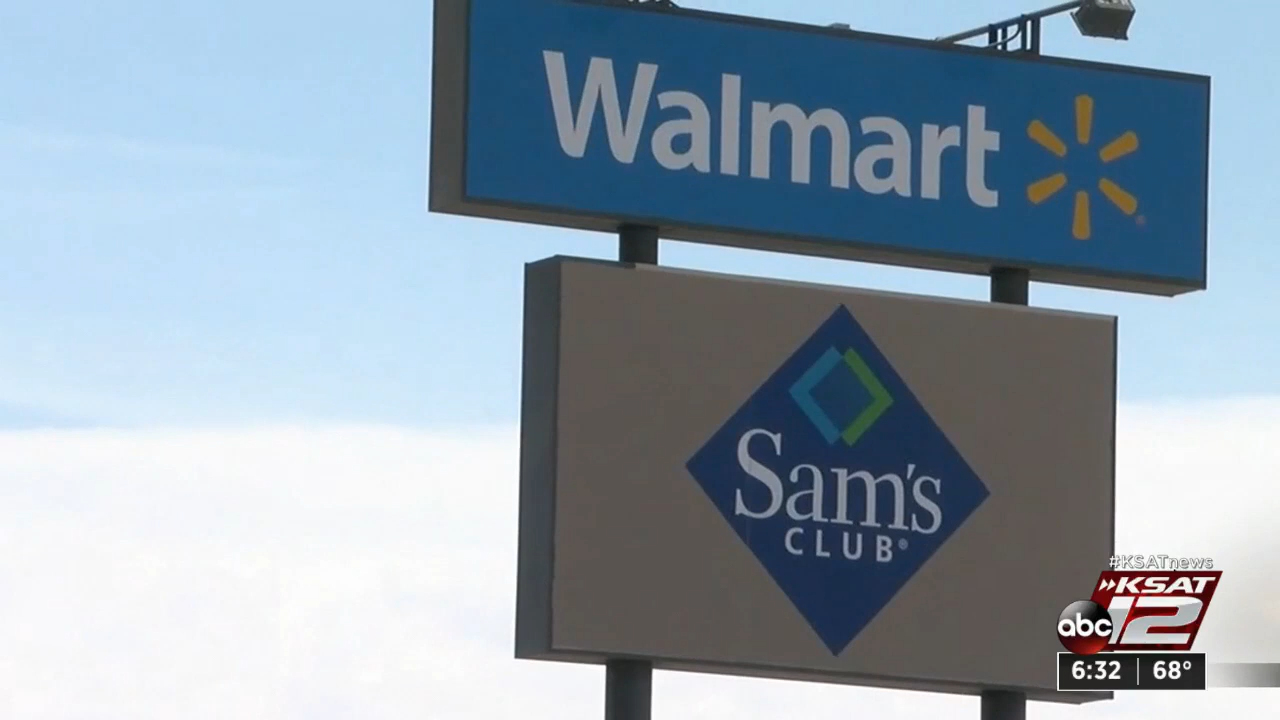 Walmart
Sam's
CLUB®
#KSATnews
KSAT
abc 12
6:32 68°